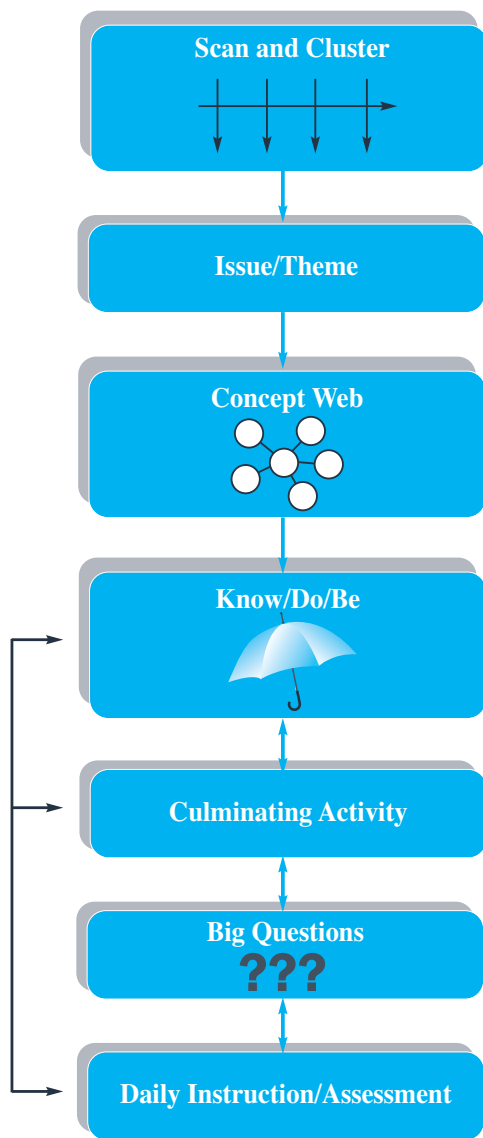 Scan and Cluster
Issue/Theme
Concept Web
Know/Do/Be
Culminating Activity
Big Questions
???
Daily Instruction/Assessment